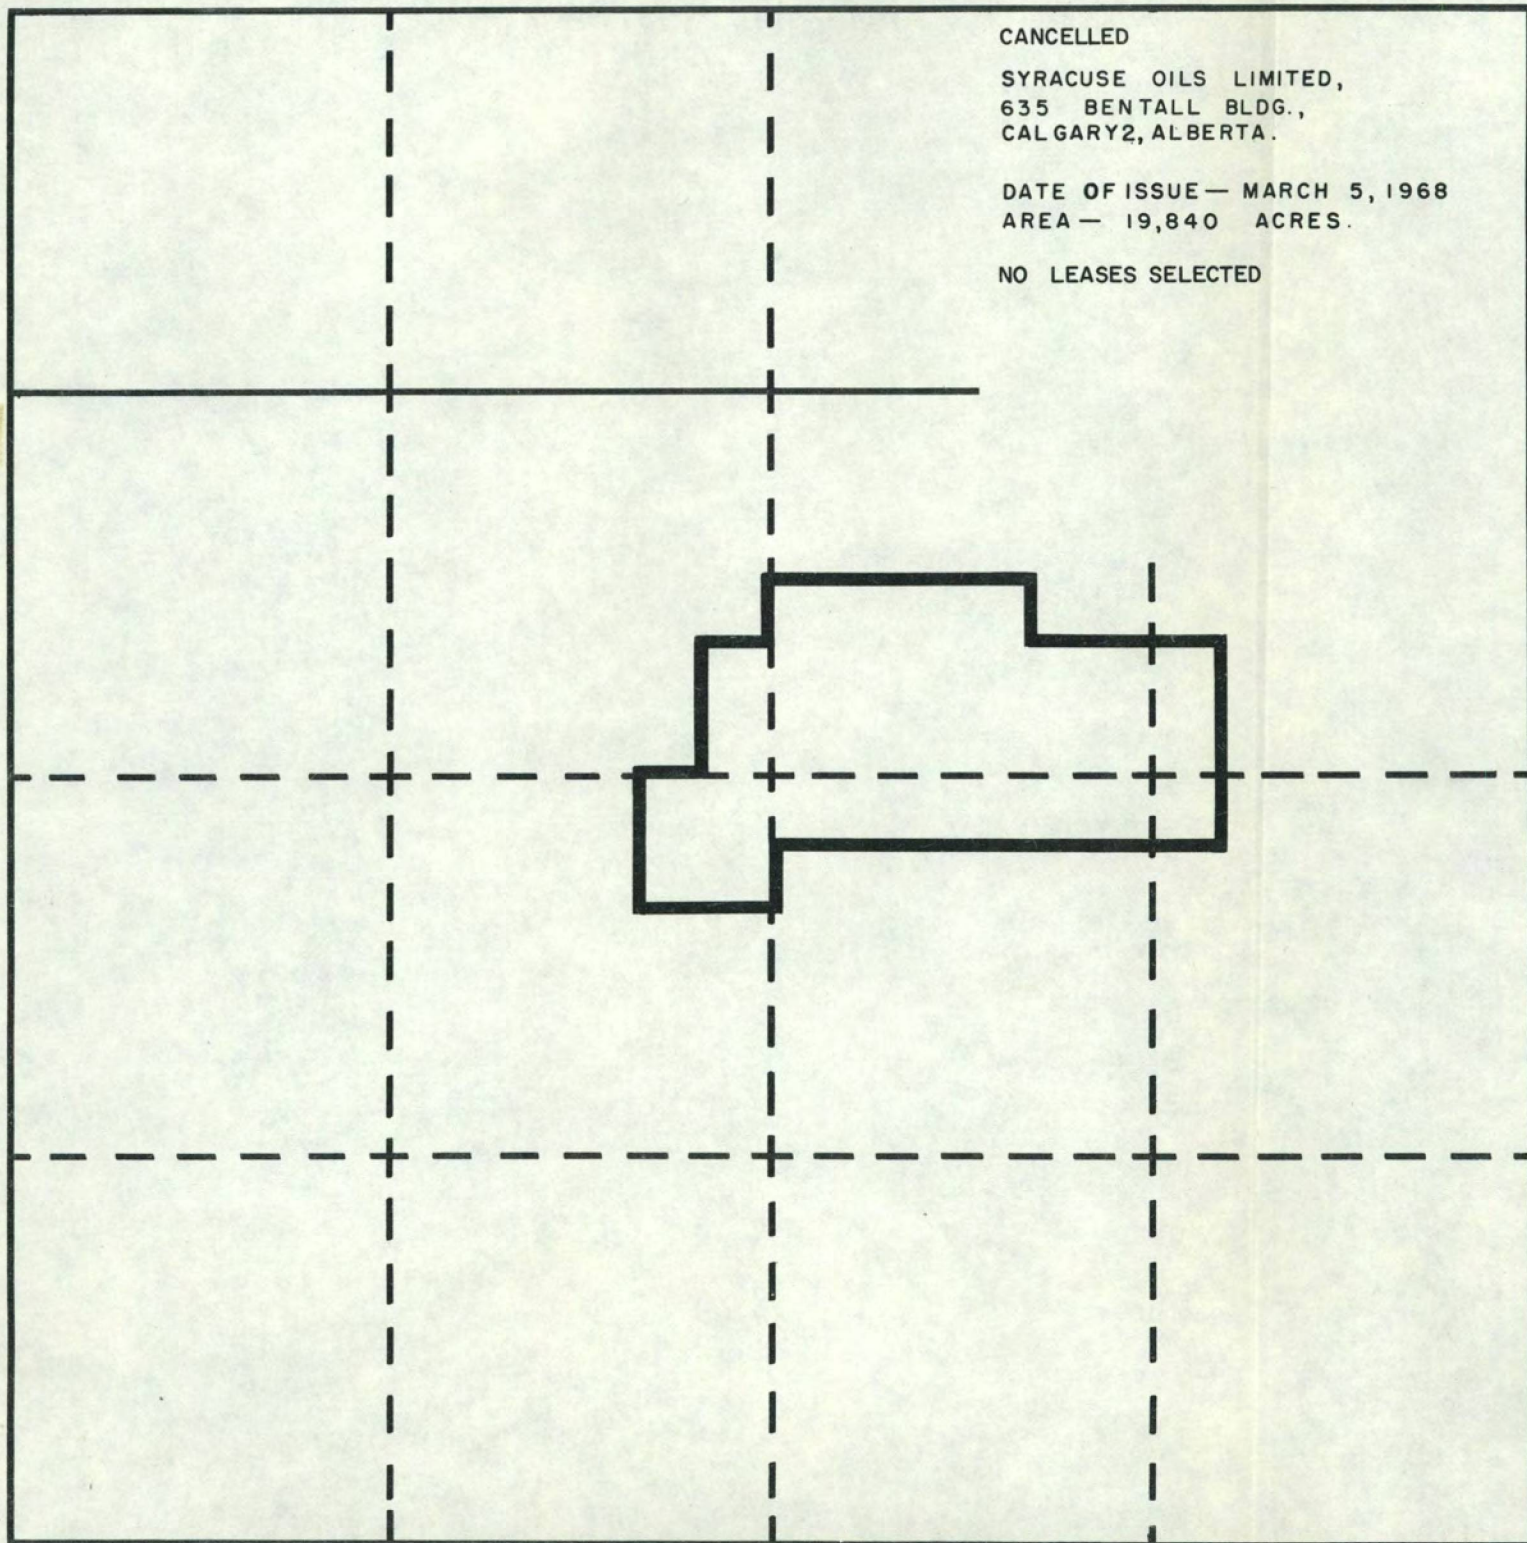 CANCELLED
SYRACUSE OILS LIMITED,
635 BENTALL BLDG.,
CALGARY2, ALBERTA.
DATE OF ISSUE— MARCH 5, 1968
AREA— 19,840 ACRES.
NO LEASES SELECTED